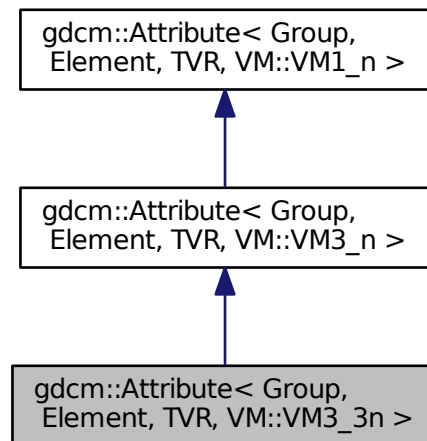 gdcm::Attribute< Group,
Element, TVR, VM::VM1_n >
gdcm::Attribute< Group,
Element, TVR, VM::VM3_n >
gdcm::Attribute< Group,
Element, TVR, VM::VM3_3n >